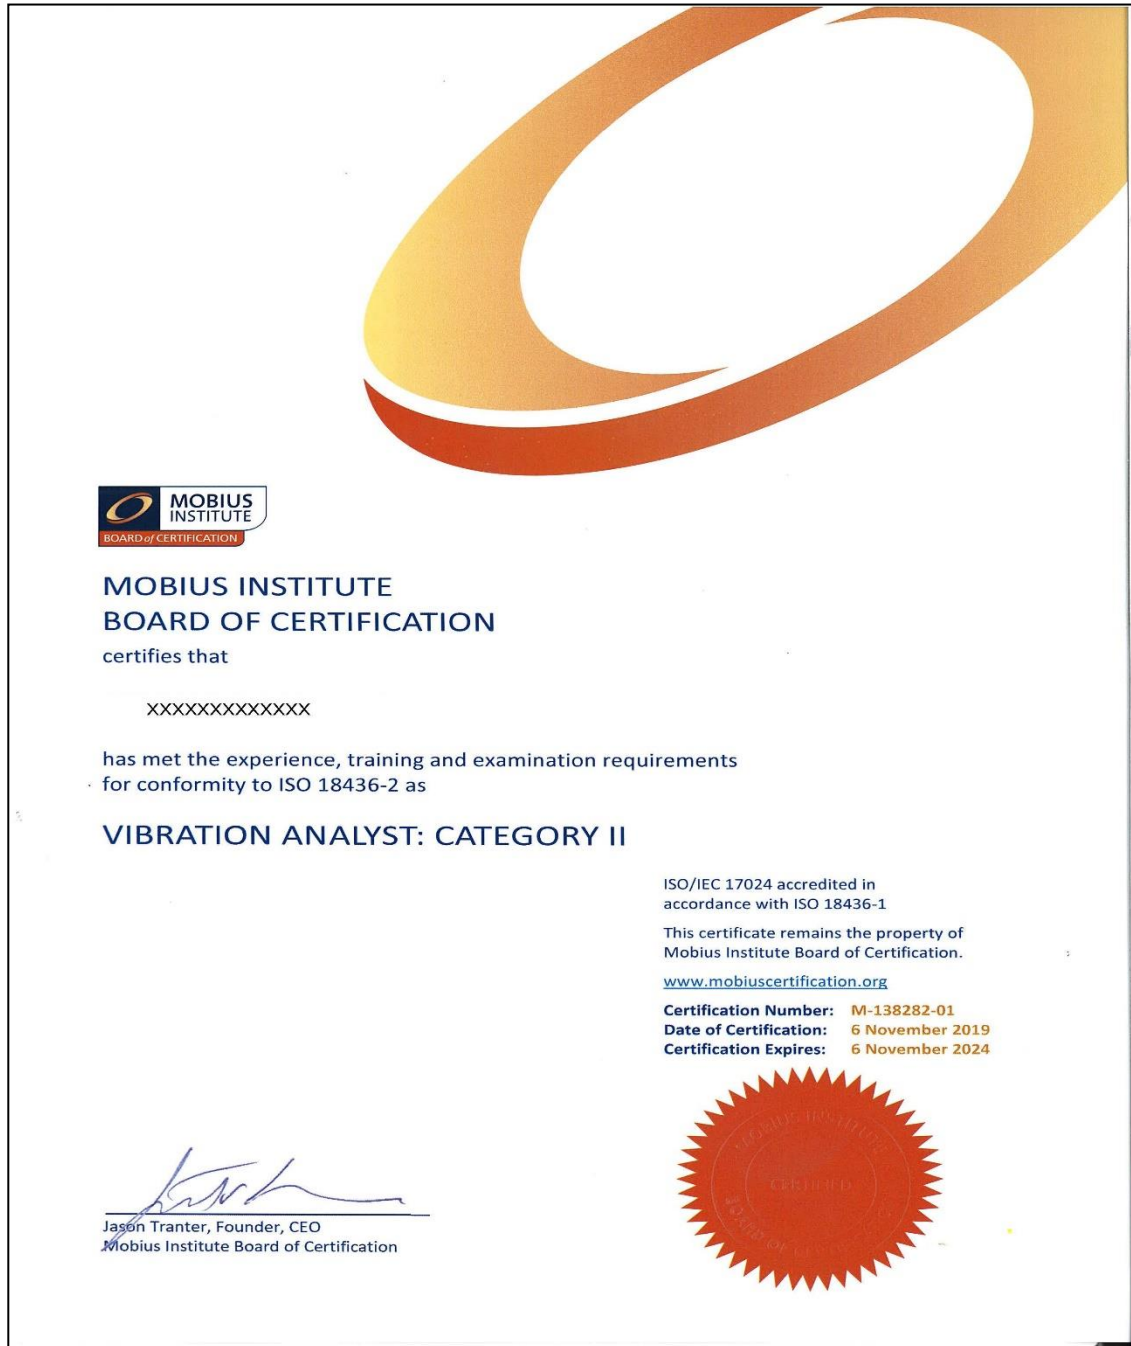 MOBIUS
INSTITUTE
BOARD of CERTIFICATION
MOBIUS INSTITUTE
BOARD OF CERTIFICATION
certifies that
XXXXXXXXXXXXX
has met the experience, training and examination requirements
for conformity to ISO 18436-2 as
VIBRATION ANALYST: CATEGORY II
ISO/IEC 17024 accredited in
accordance with ISO 18436-1
This certificate remains the property of
Mobius Institute Board of Certification.
www.mobiuscertification.org
Certification Number: M-138282-01
Date of Certification: 6 November 2019
Certification Expires: 6 November 2024
MOBIUS INSTITUTE
CERTIFIED
Jason Tranter, Founder, CEO
Mobius Institute Board of Certification